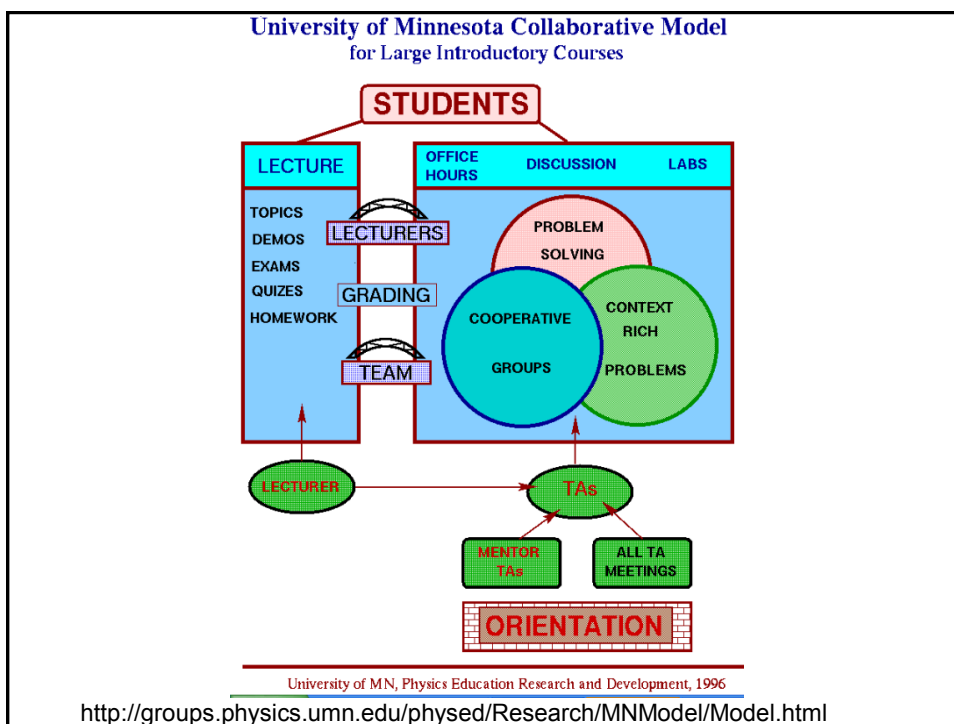 University of Minnesota Collaborative Model
for Large Introductory Courses
STUDENTS
LECTURE
TOPICS
DEMOS
EXAMS
QUIZES
HOMEWORK
LECTURERS
GRADING
TEAM
OFFICE
HOURS
DISCUSSION
LABS
PROBLEM
SOLVING
COOPERATIVE
GROUPS
CONTEXT
RICH
PROBLEMS
LECTURER
TAs
MENTOR
TAs
ALL TA
MEETINGS
ORIENTATION
University of MN, Physics Education Research and Development, 1996
http://groups.physics.umn.edu/physed/Research/MNModel/Model.html